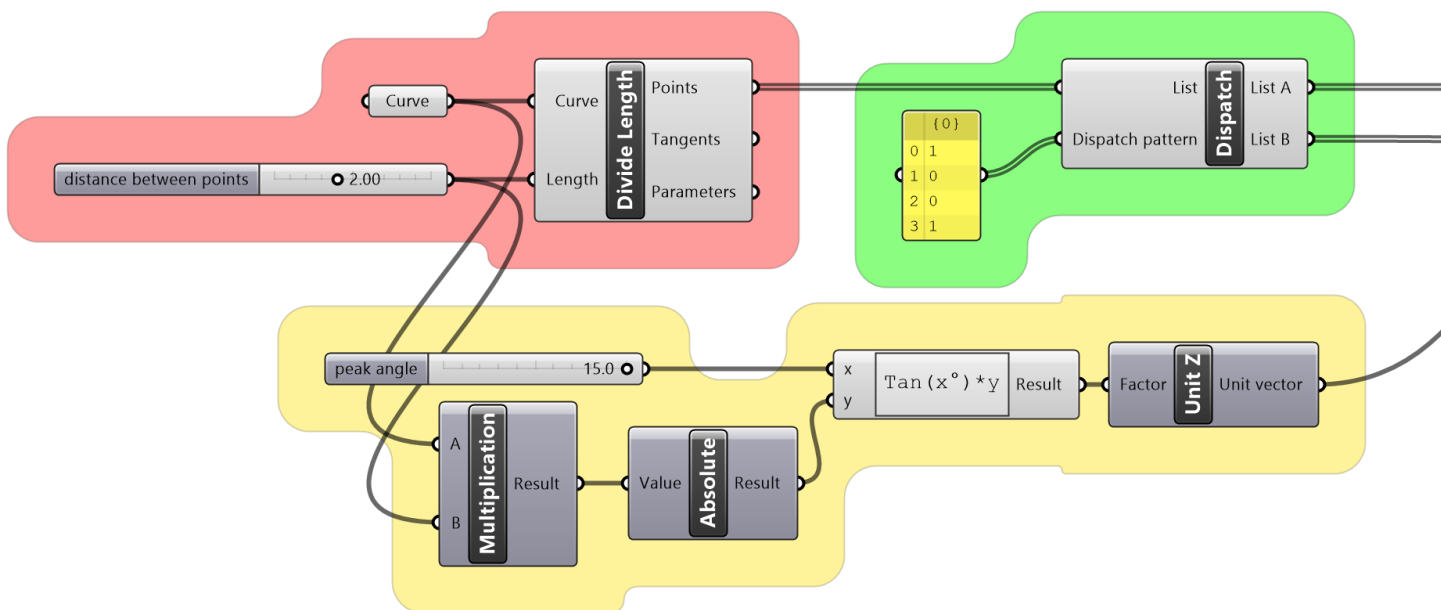 Curve
distance between points 2.00
Curve
Length
Divide Length
Points
Tangents
Parameters
{0}
0 1
1 0
2 0
3 1
List
Dispatch pattern
Dispatch
List A
List B
peak angle 15.0
A
B
Multiplication
Result
Value
Absolute
Result
x
y
Tan(x°)*y
Result
Factor
Unit Z
Unit vector